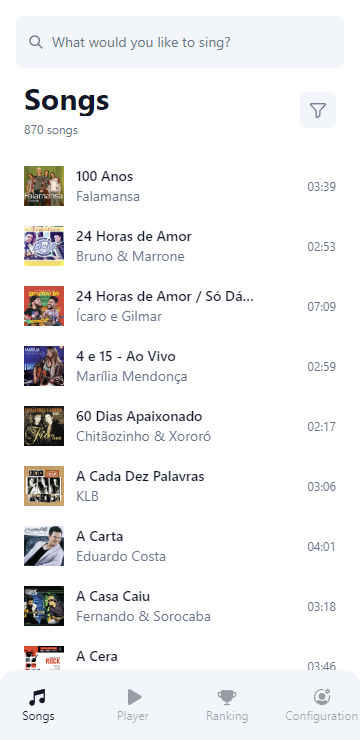 What would you like to sing?
Songs
870 songs
100 Anos
Falamansa
03:39
24 Horas de Amor
Bruno & Marrone
02:53
24 Horas de Amor / Só Dá...
Ícaro e Gilmar
07:09
4 e 15 - Ao Vivo
Marília Mendonça
02:59
60 Dias Apaixonado
Chitãozinho & Xororó
02:17
A Cada Dez Palavras
KLB
03:06
A Carta
Eduardo Costa
04:01
A Casa Caiu
Fernando & Sorocaba
03:18
A Cera
03:46
Songs
Player
Ranking
Configuration